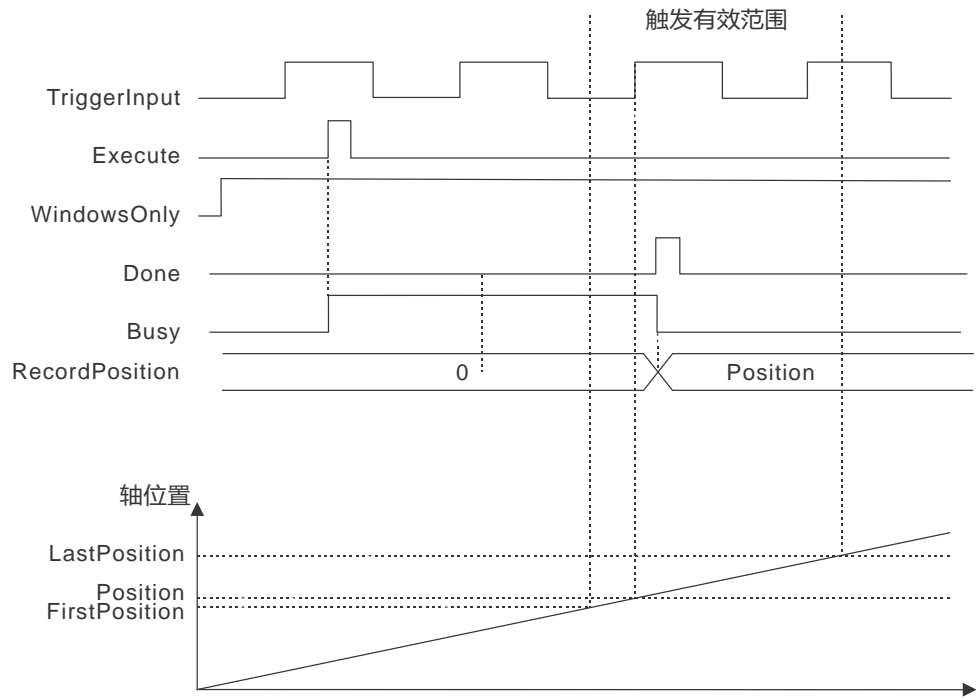 触发有效范围
TriggerInput
Execute
WindowsOnly
Done
Busy
RecordPosition
0
Position
轴位置
LastPosition
Position
FirstPosition